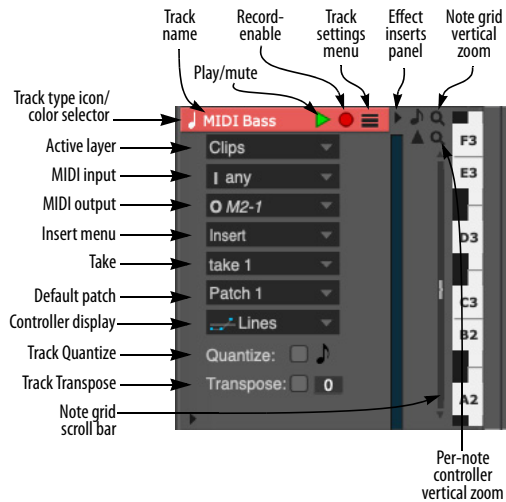 Track
name
Record-
enable
Track
settings
menu
Effect
inserts
panel
Note grid
vertical
zoom
Play/mute
Track type icon/
color selector
MIDI Bass
Active layer
Clips
MIDI input
I any
MIDI output
O M2-1
Insert menu
Insert
Take
take 1
Default patch
Patch 1
Controller display
Lines
Track Quantize
Quantize:
Track Transpose
Transpose: 0
Note grid
scroll bar
F3
E3
D3
C3
B2
A2
Per-note
controller
vertical zoom